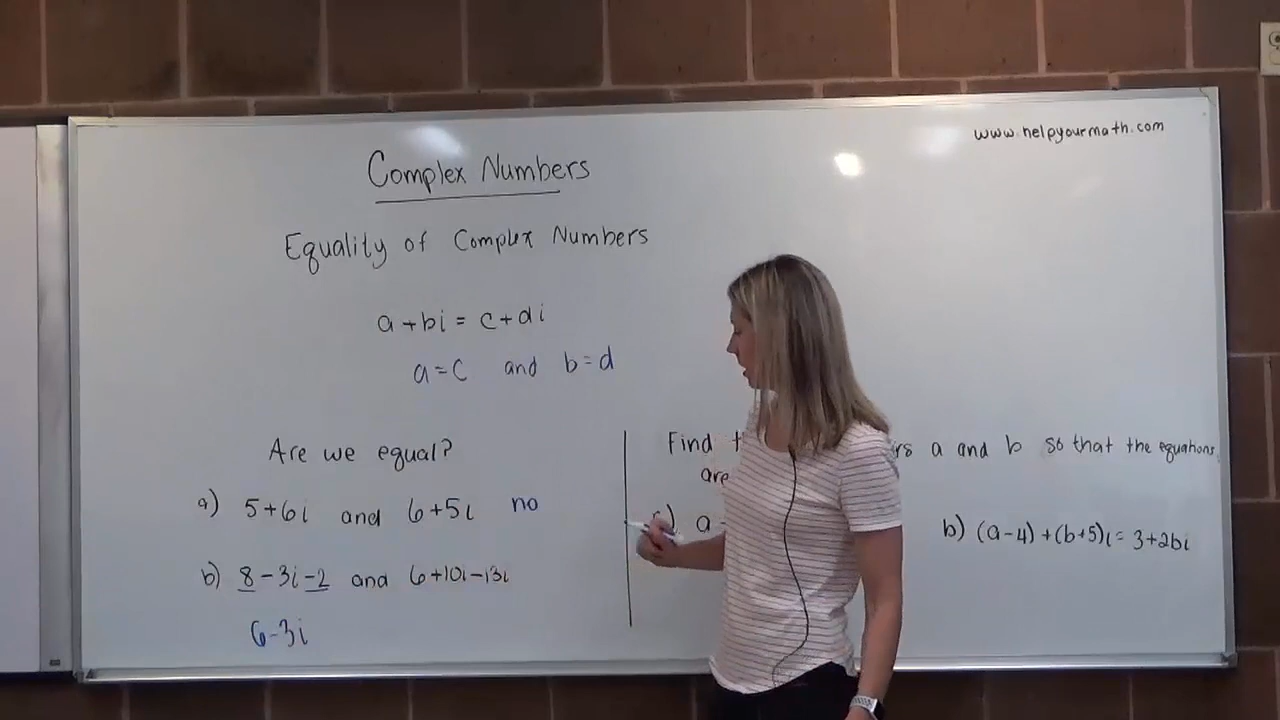 www.helpyourmath.com
Complex Numbers
Equality of Complex Numbers
a+bi = c+di
a=c and b=d
Are we equal?
a) 5+6i and 6+5i no
b) 8-3i-2 and 6+10i-13i
6-3i
Find a and b so that the equations
are
a
b) (a-4)+(b+5)i = 3+2bi